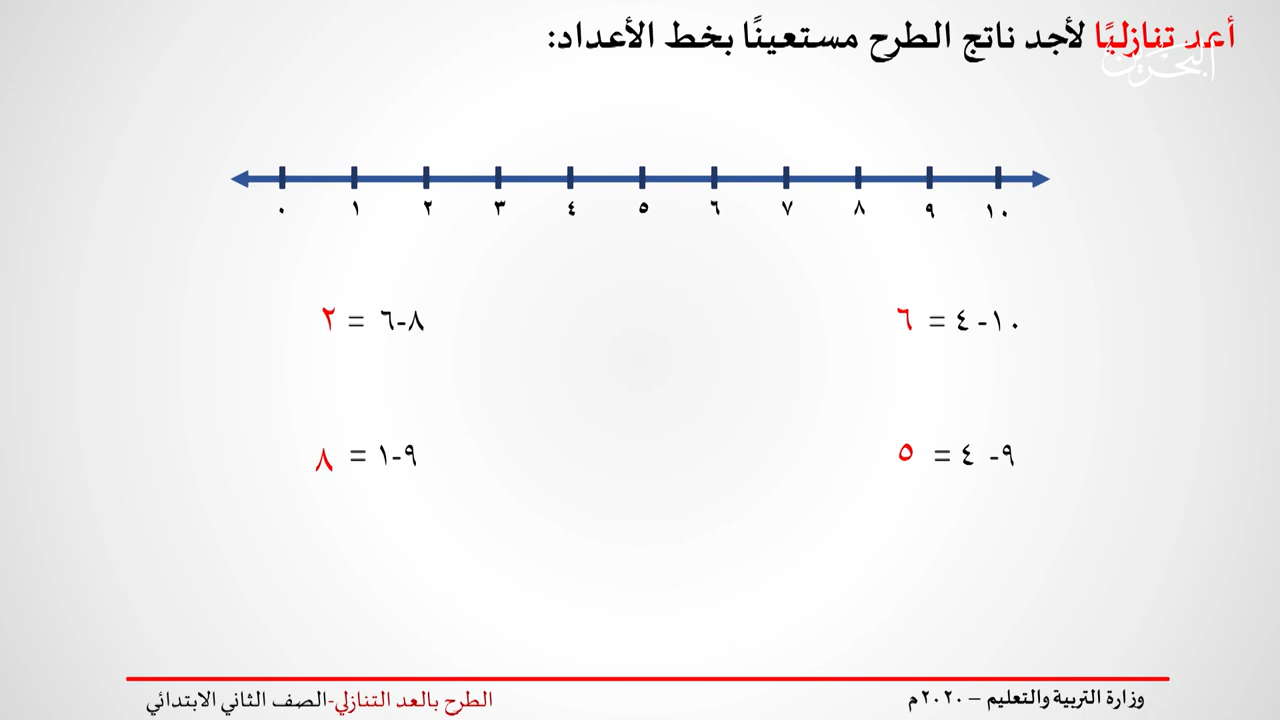 أعد تنازليًا لأجد ناتج الطرح مستعينًا بخط الأعداد:
البحرين
٠ ١ ٢ ٣ ٤ ٥ ٦ ٧ ٨ ٩ ١٠
١٠- ٤ = ٦
٨-٦ = ٢
٩- ٤ = ٥
٩-١ = ٨
وزارة التربية والتعليم – ٢٠٢٠م
الطرح بالعد التنازلي-الصف الثاني الابتدائي